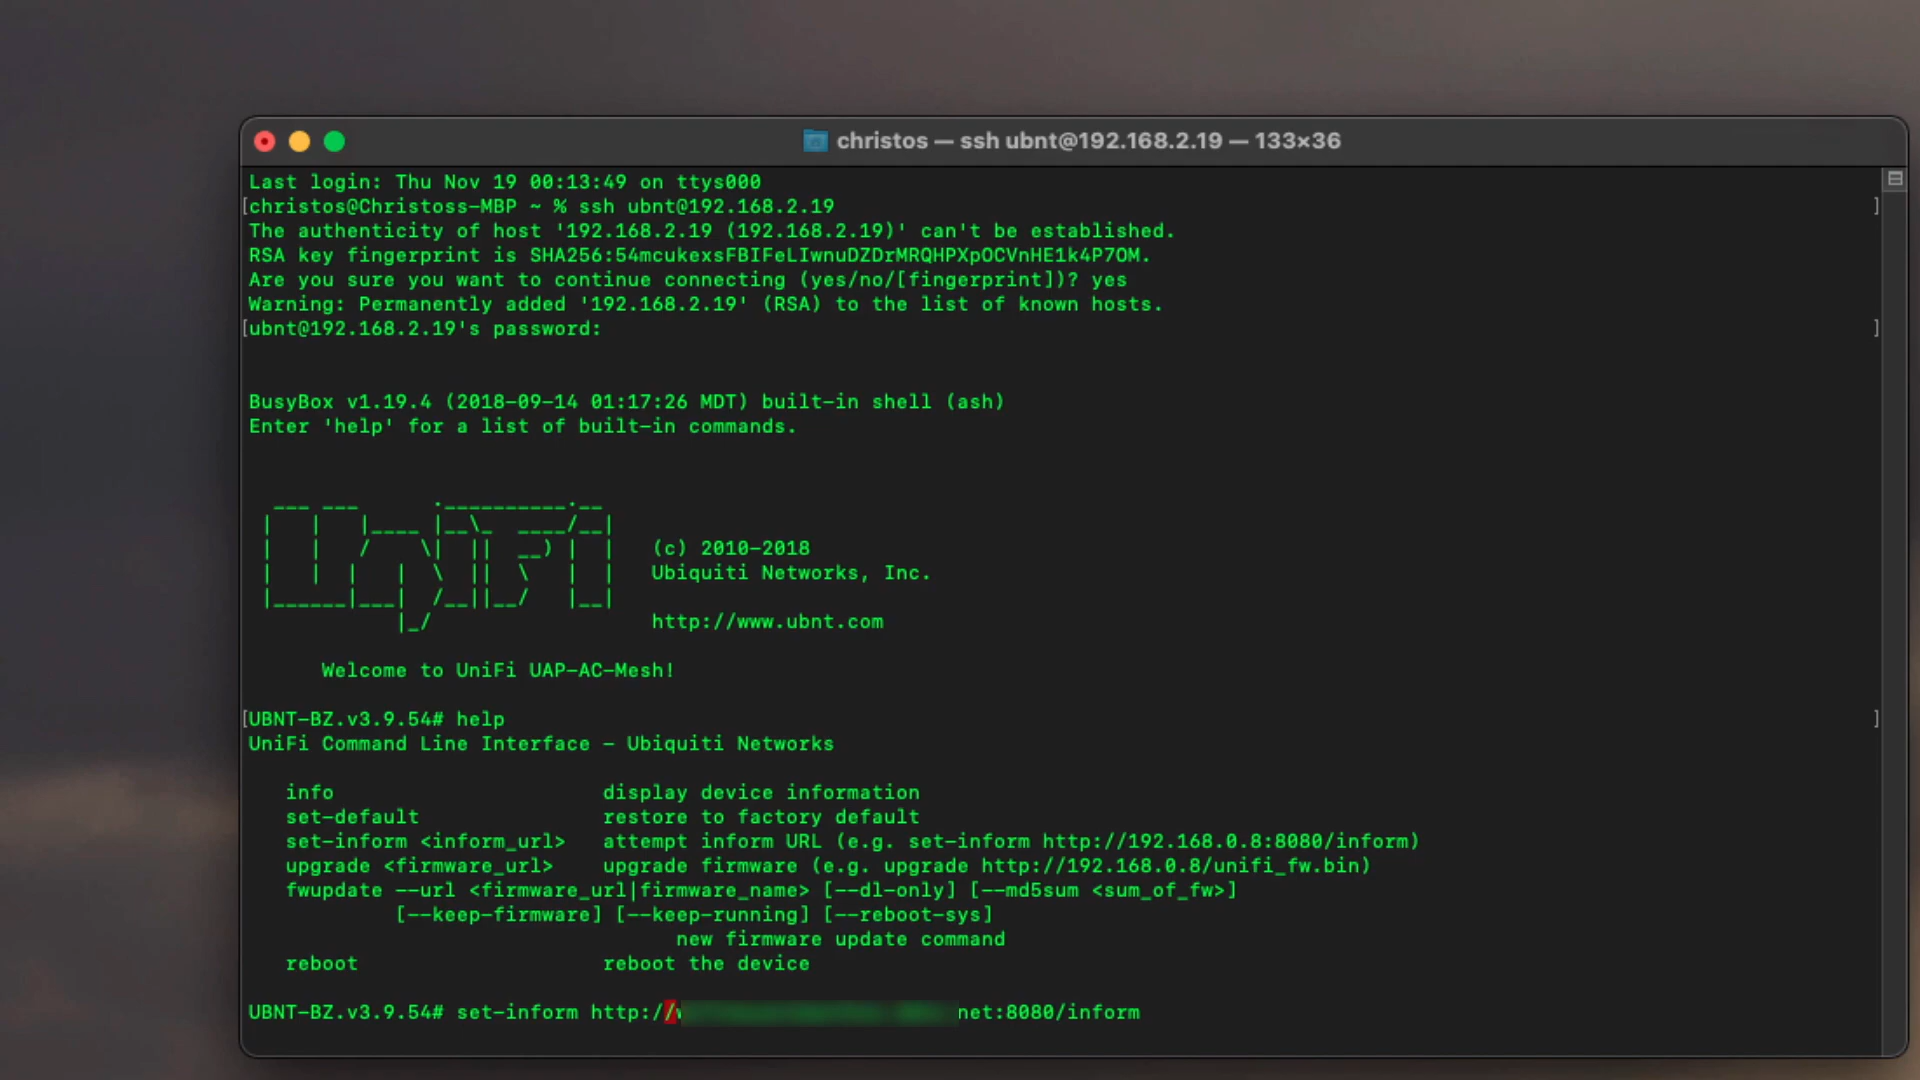 christos — ssh ubnt@192.168.2.19 — 133×36
Last login: Thu Nov 19 00:13:49 on ttys000
[christos@Christoss-MBP ~ % ssh ubnt@192.168.2.19 ]
The authenticity of host '192.168.2.19 (192.168.2.19)' can't be established.
RSA key fingerprint is SHA256:54mcukexsFBIFeLIwnuDZDrMRQHPXpOCVnHE1k4P7OM.
Are you sure you want to continue connecting (yes/no/[fingerprint])? yes
Warning: Permanently added '192.168.2.19' (RSA) to the list of known hosts.
[ubnt@192.168.2.19's password: ]
BusyBox v1.19.4 (2018-09-14 01:17:26 MDT) built-in shell (ash)
Enter 'help' for a list of built-in commands.
UniFi
(c) 2010-2018
Ubiquiti Networks, Inc.
http://www.ubnt.com
Welcome to UniFi UAP-AC-Mesh!
[UBNT-BZ.v3.9.54# help ]
UniFi Command Line Interface - Ubiquiti Networks
info display device information
set-default restore to factory default
set-inform <inform_url> attempt inform URL (e.g. set-inform http://192.168.0.8:8080/inform)
upgrade <firmware_url> upgrade firmware (e.g. upgrade http://192.168.0.8/unifi_fw.bin)
fwupdate --url <firmware_url|firmware_name> [--dl-only] [--md5sum <sum_of_fw>]
[--keep-firmware] [--keep-running] [--reboot-sys]
new firmware update command
reboot reboot the device
UBNT-BZ.v3.9.54# set-inform http:// net:8080/inform